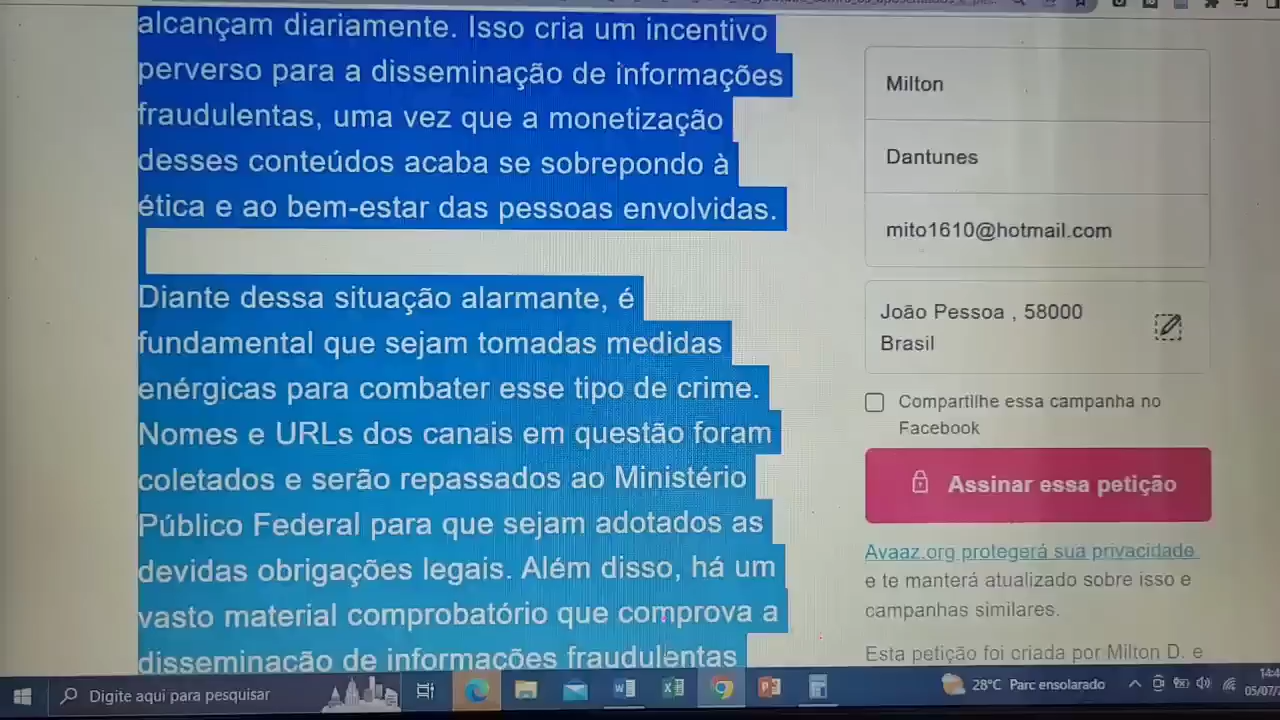 alcançam diariamente. Isso cria um incentivo
perverso para a disseminação de informações
fraudulentas, uma vez que a monetização
desses conteúdos acaba se sobrepondo à
ética e ao bem-estar das pessoas envolvidas.
Diante dessa situação alarmante, é
fundamental que sejam tomadas medidas
enérgicas para combater esse tipo de crime.
Nomes e URLs dos canais em questão foram
coletados e serão repassados ao Ministério
Público Federal para que sejam adotados as
devidas obrigações legais. Além disso, há um
vasto material comprobatório que comprova a
disseminação de informações fraudulentas
Milton
Dantunes
mito1610@hotmail.com
João Pessoa , 58000
Brasil
Compartilhe essa campanha no
Facebook
Assinar essa petição
Avaaz.org protegerá sua privacidade
e te manterá atualizado sobre isso e
campanhas similares.
Esta petição foi criada por Milton D. e
Digite aqui para pesquisar
28°C Parc ensolarado